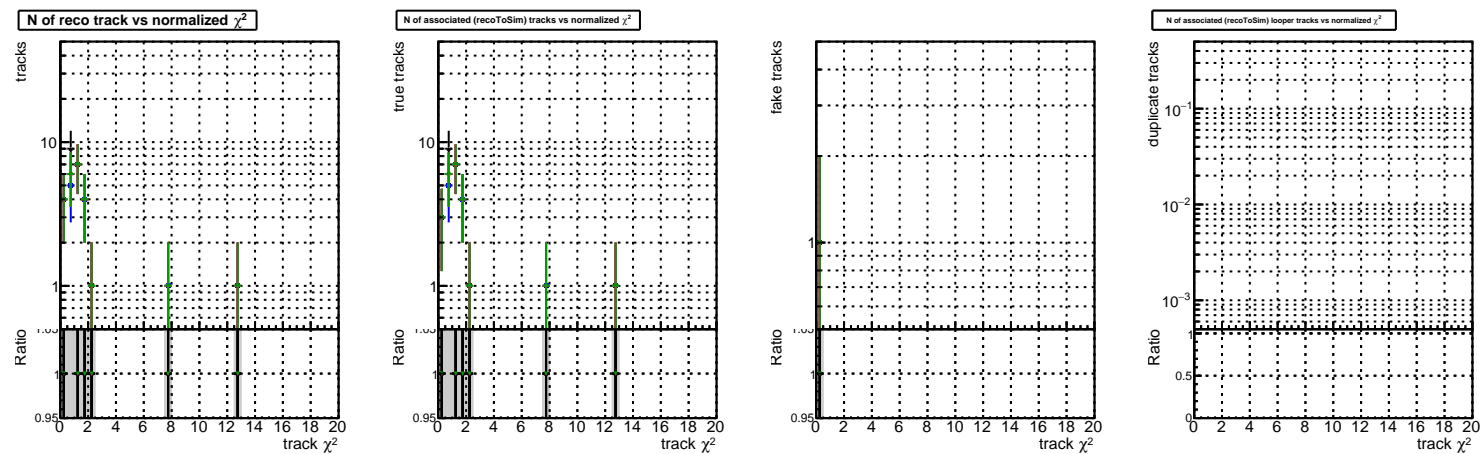 N of reco track vs normalized χ²
tracks
10
1
Ratio
1.05
1
0.95
0 2 4 6 8 10 12 14 16 18 20
track χ²
N of associated (recoToSim) tracks vs normalized χ²
true tracks
10
1
Ratio
1.05
1
0.95
0 2 4 6 8 10 12 14 16 18 20
track χ²
fake tracks
1
Ratio
1.05
1
0.95
0 2 4 6 8 10 12 14 16 18 20
track χ²
N of associated (recoToSim) looper tracks vs normalized χ²
duplicate tracks
10⁻¹
10⁻²
10⁻³
Ratio
1
0.5
0
0 2 4 6 8 10 12 14 16 18 20
track χ²